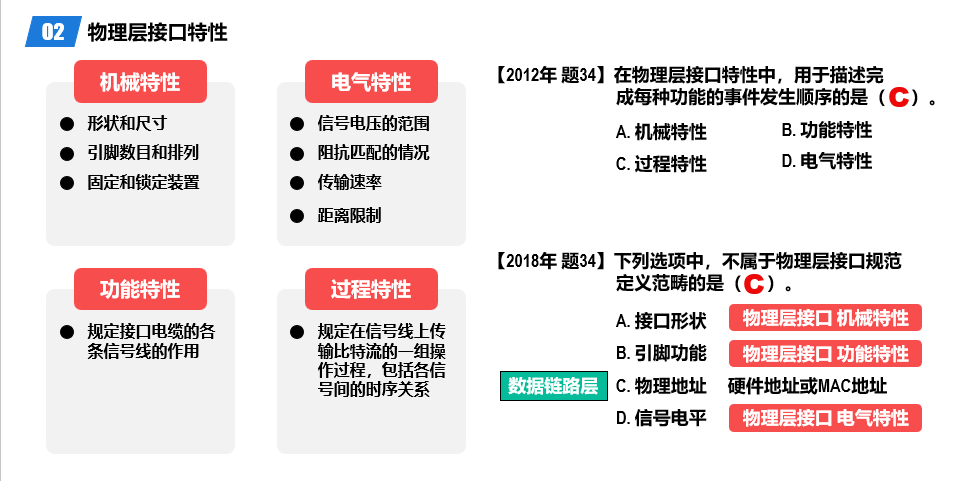 02 物理层接口特性
机械特性
● 形状和尺寸
● 引脚数目和排列
● 固定和锁定装置
电气特性
● 信号电压的范围
● 阻抗匹配的情况
● 传输速率
● 距离限制
功能特性
● 规定接口电缆的各
条信号线的作用
过程特性
● 规定在信号线上传
输比特流的一组操
作过程，包括各信
号间的时序关系
【2012年 题34】在物理层接口特性中，用于描述完
成每种功能的事件发生顺序的是（C）。
A. 机械特性 B. 功能特性
C. 过程特性 D. 电气特性
【2018年 题34】下列选项中，不属于物理层接口规范
定义范畴的是（C）。
A. 接口形状 物理层接口 机械特性
B. 引脚功能 物理层接口 功能特性
数据链路层 C. 物理地址 硬件地址或MAC地址
D. 信号电平 物理层接口 电气特性